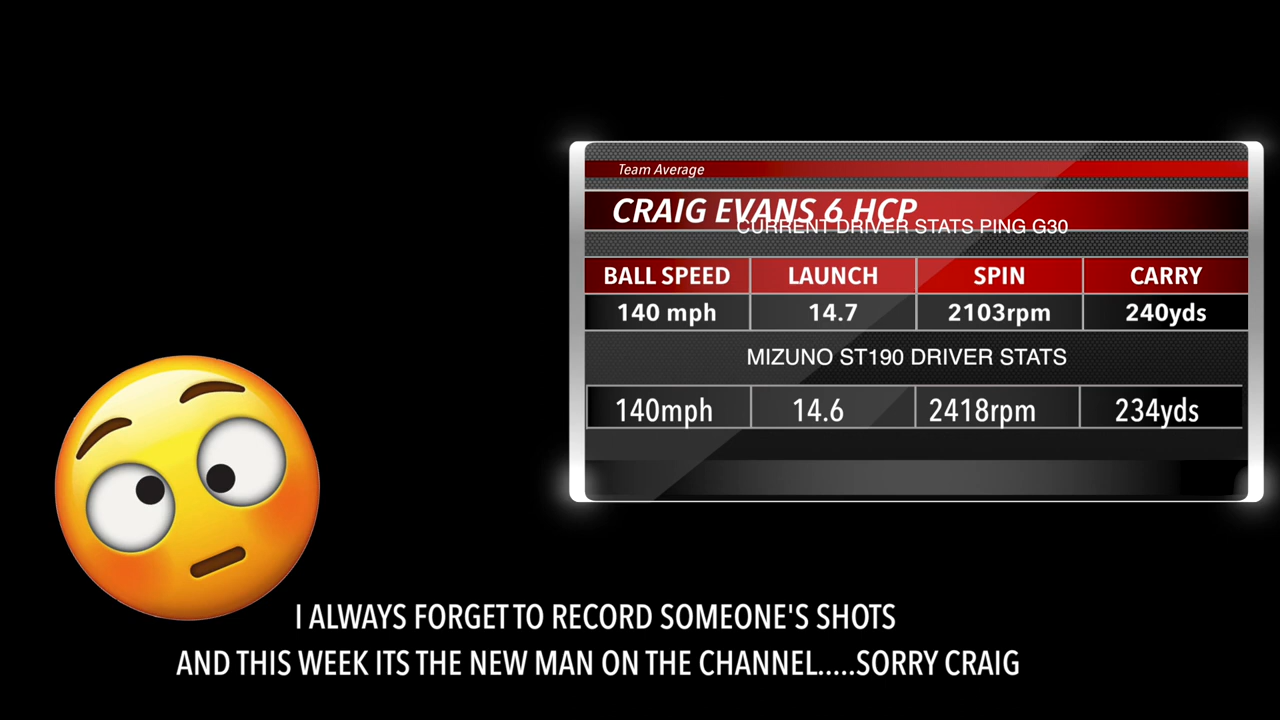 Team Average
CRAIG EVANS 6 HCP
CURRENT DRIVER STATS PING G30
BALL SPEED LAUNCH SPIN CARRY
140 mph 14.7 2103rpm 240yds
MIZUNO ST190 DRIVER STATS
140mph 14.6 2418rpm 234yds
I ALWAYS FORGET TO RECORD SOMEONE'S SHOTS
AND THIS WEEK ITS THE NEW MAN ON THE CHANNEL.....SORRY CRAIG